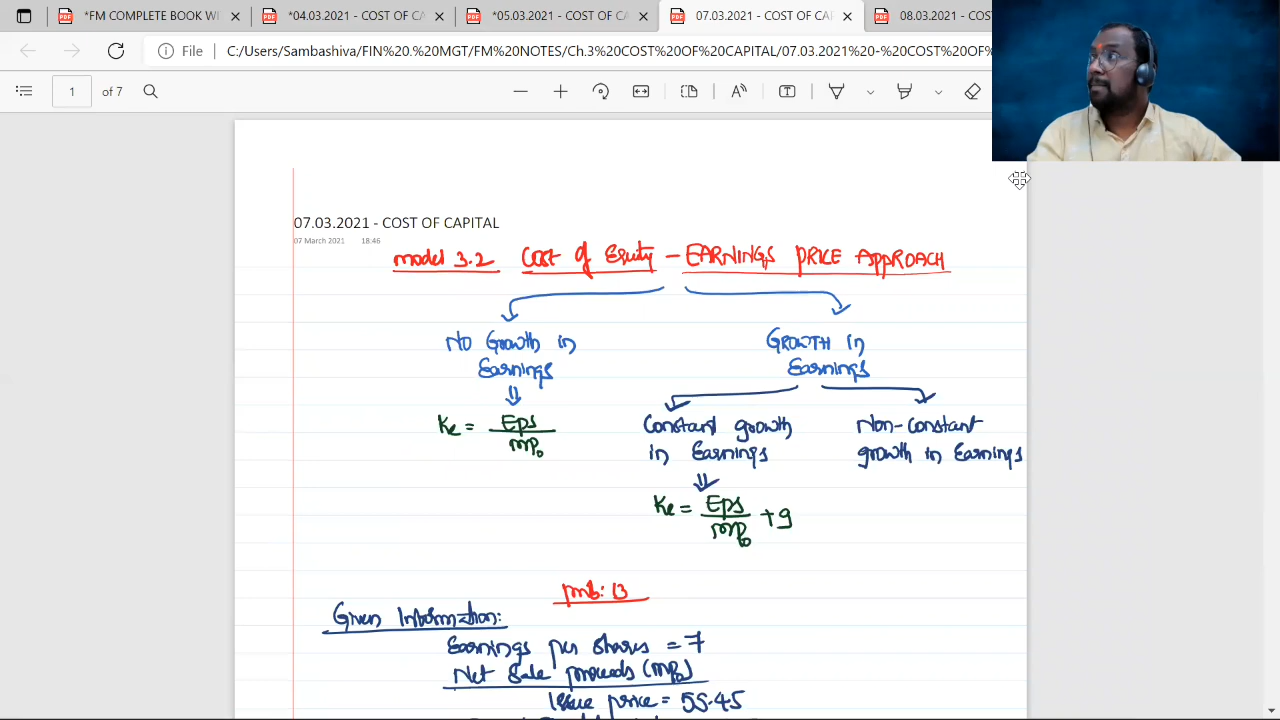 *FM COMPLETE BOOK WI
*04.03.2021 - COST OF CA
*05.03.2021 - COST OF CA
07.03.2021 - COST OF CA
08.03.2021 - COS
File
C:/Users/Sambashiva/FIN%20.%20MGT/FM%20NOTES/Ch.3%20COST%20OF%20CAPITAL/07.03.2021%20-%20COST%20OF%
1 of 7
07.03.2021 - COST OF CAPITAL
07 March 2021 18:46
model 3.2 Cost of Equity - EARNINGS PRICE APPROACH
No Growth in
Earnings
GROWTH in
Earnings
Ke = Eps / MP0
Constant growth
in Earnings
Non-Constant
growth in Earnings
Ke = Eps / MP0 + g
Given Information:
Earnings per shares = 7
Net Sale proceeds (MP0)
Issue price = 55.45